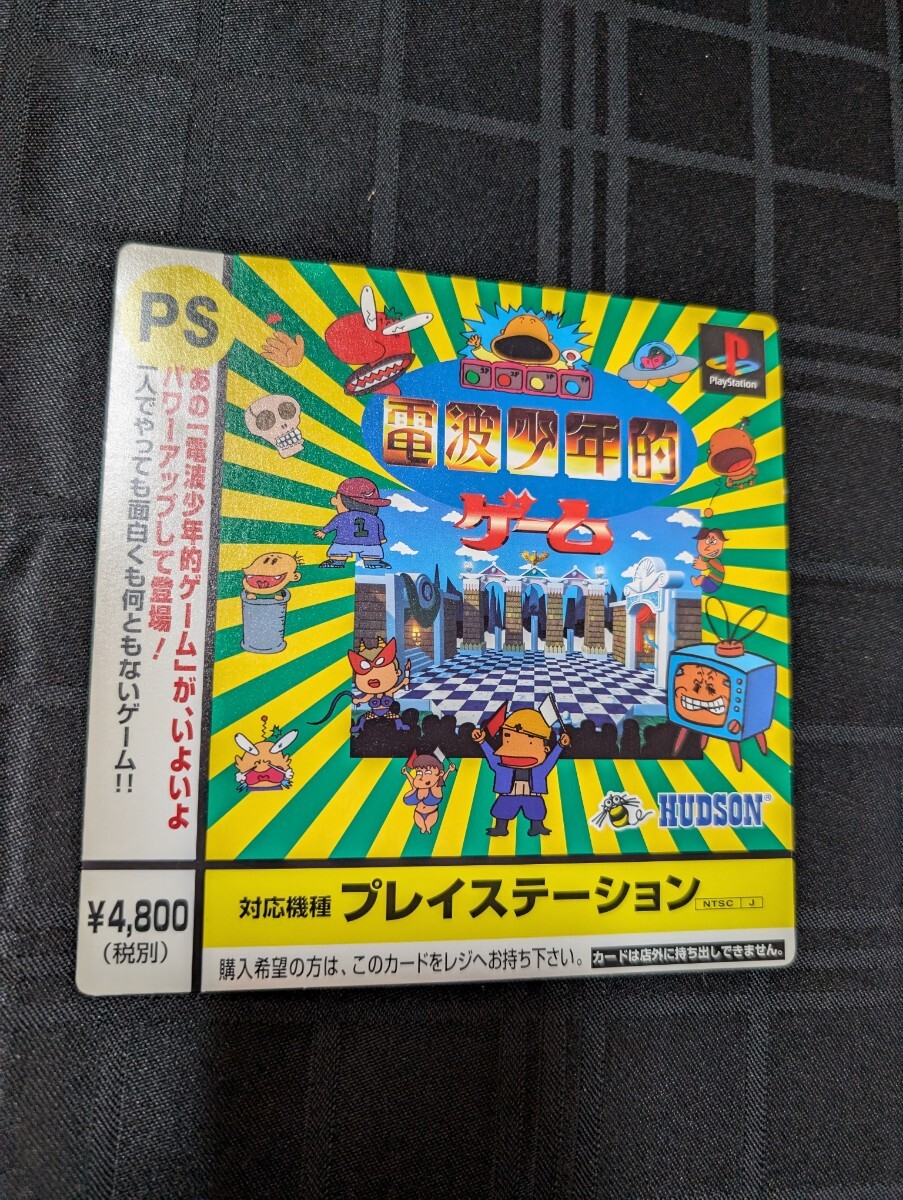 PS
あの「電波少年的ゲーム」が、いよいよ
パワーアップして登場！
一人でやっても面白くも何ともないゲーム!!
PlayStation
電波少年的
ゲーム
1
HUDSON®
¥4,800
(税別)
対応機種 プレイステーション NTSC J
購入希望の方は、このカードをレジへお持ち下さい。 カードは店外に持ち出しできません。